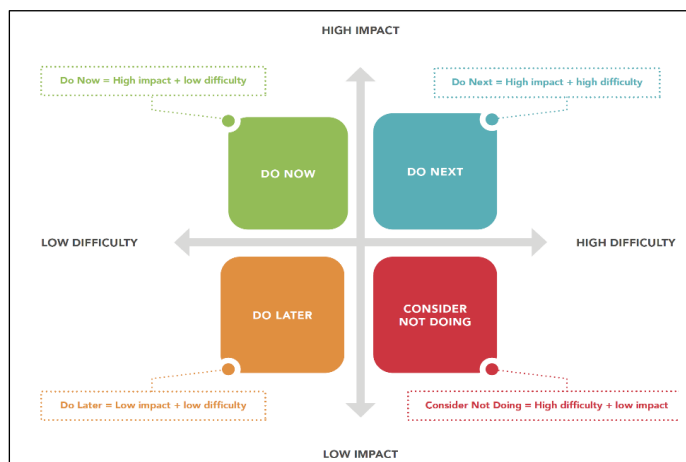 HIGH IMPACT
Do Now = High impact + low difficulty
Do Next = High impact + high difficulty
DO NOW
DO NEXT
LOW DIFFICULTY
HIGH DIFFICULTY
DO LATER
CONSIDER
NOT DOING
Do Later = Low impact + low difficulty
Consider Not Doing = High difficulty + low impact
LOW IMPACT